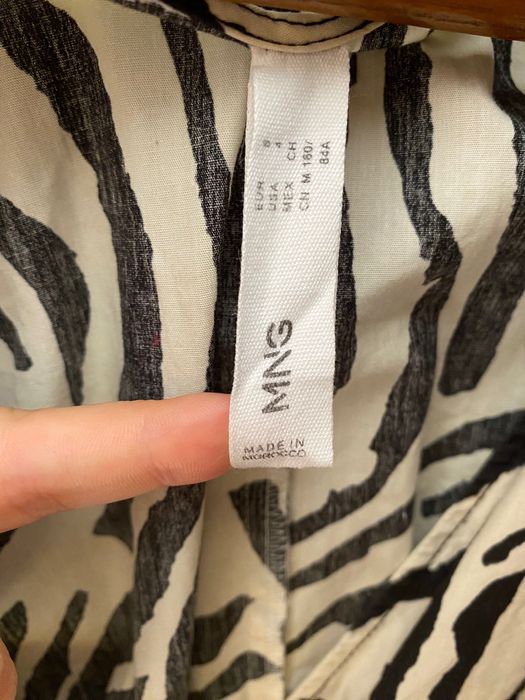 EUR S
USA 4
MEX CH
CN M 160/
84A
MNG
MADE IN
MOROCCO